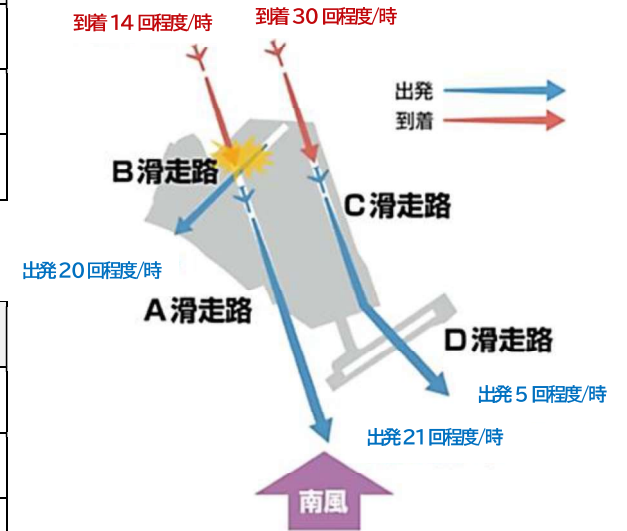 到着14回程度/時
到着30回程度/時
出発
到着
B滑走路
C滑走路
出発20回程度/時
A滑走路
D滑走路
出発5回程度/時
出発21回程度/時
南風